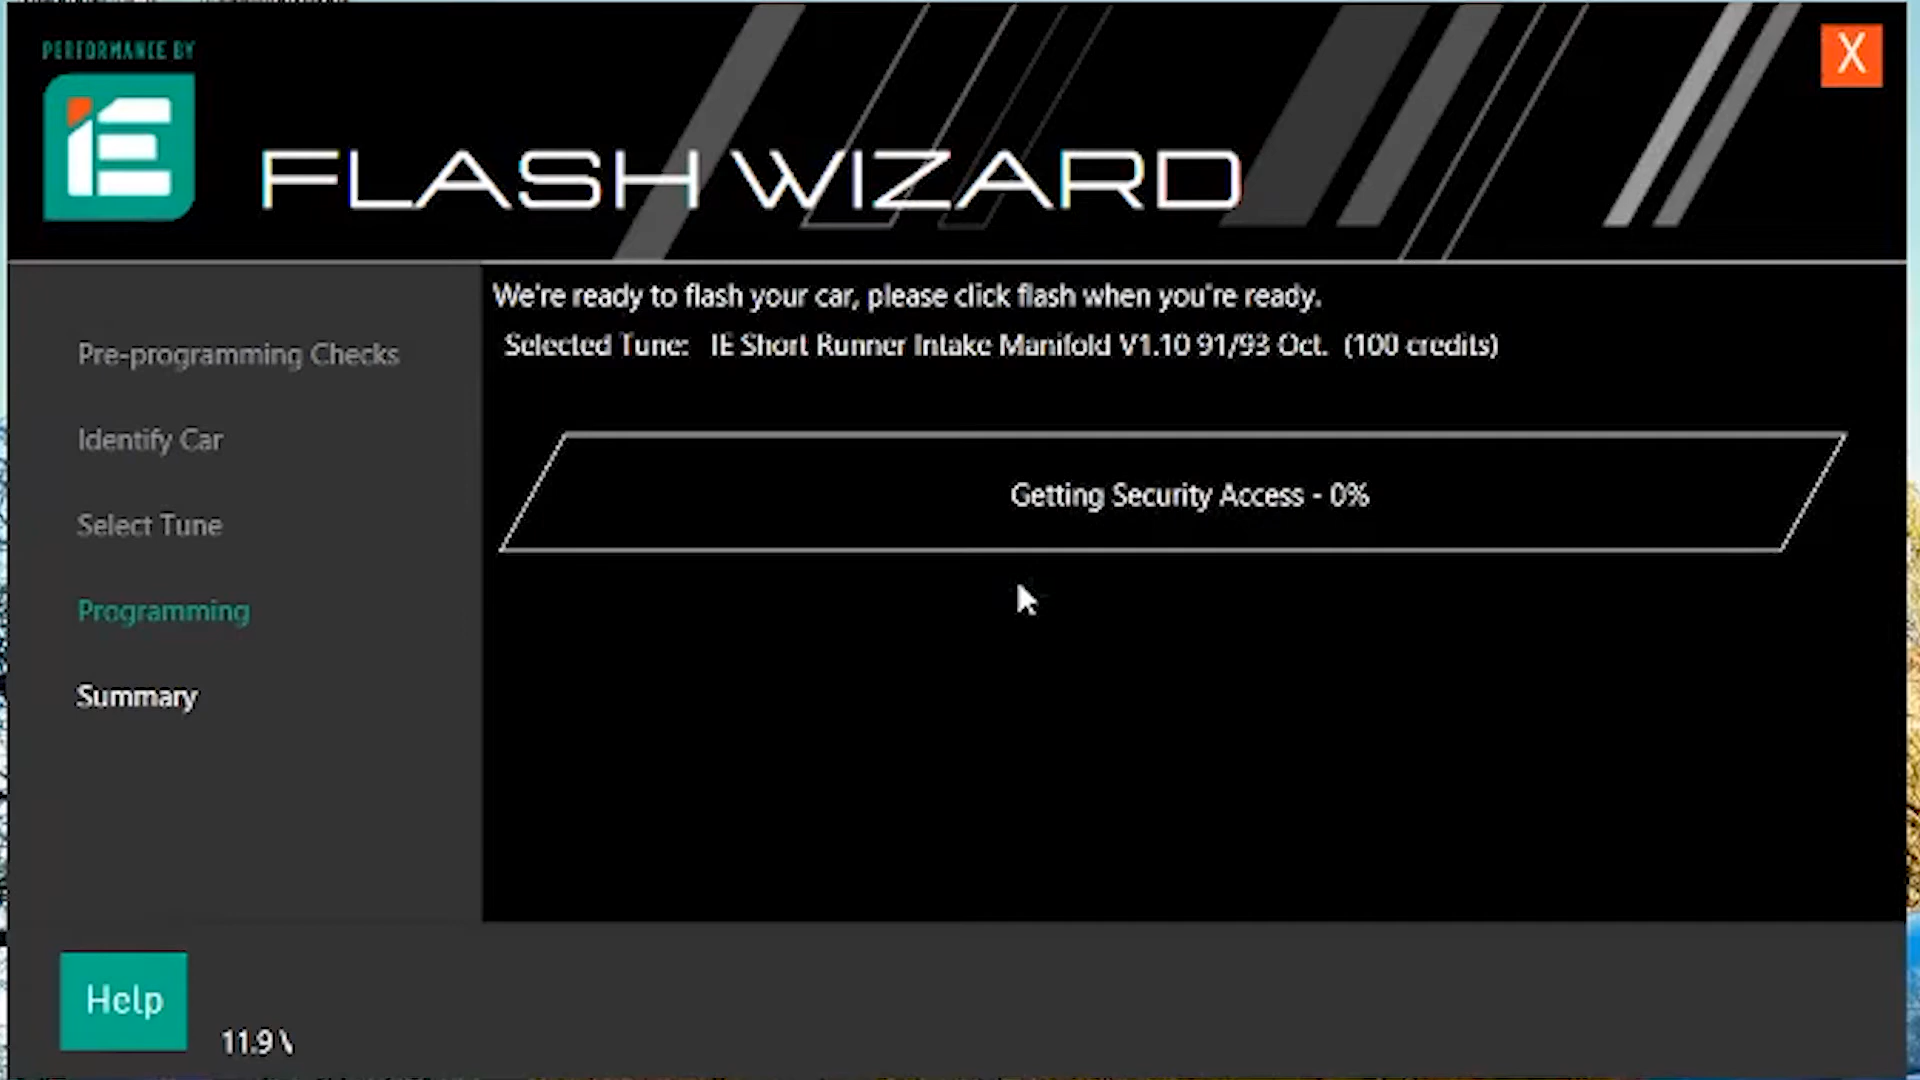 PERFORMANCE BY
iE
FLASH WIZARD
X
We're ready to flash your car, please click flash when you're ready.
Selected Tune: IE Short Runner Intake Manifold V1.10 91/93 Oct. (100 credits)
Pre-programming Checks
Identify Car
Select Tune
Programming
Summary
Getting Security Access - 0%
Help
11.9